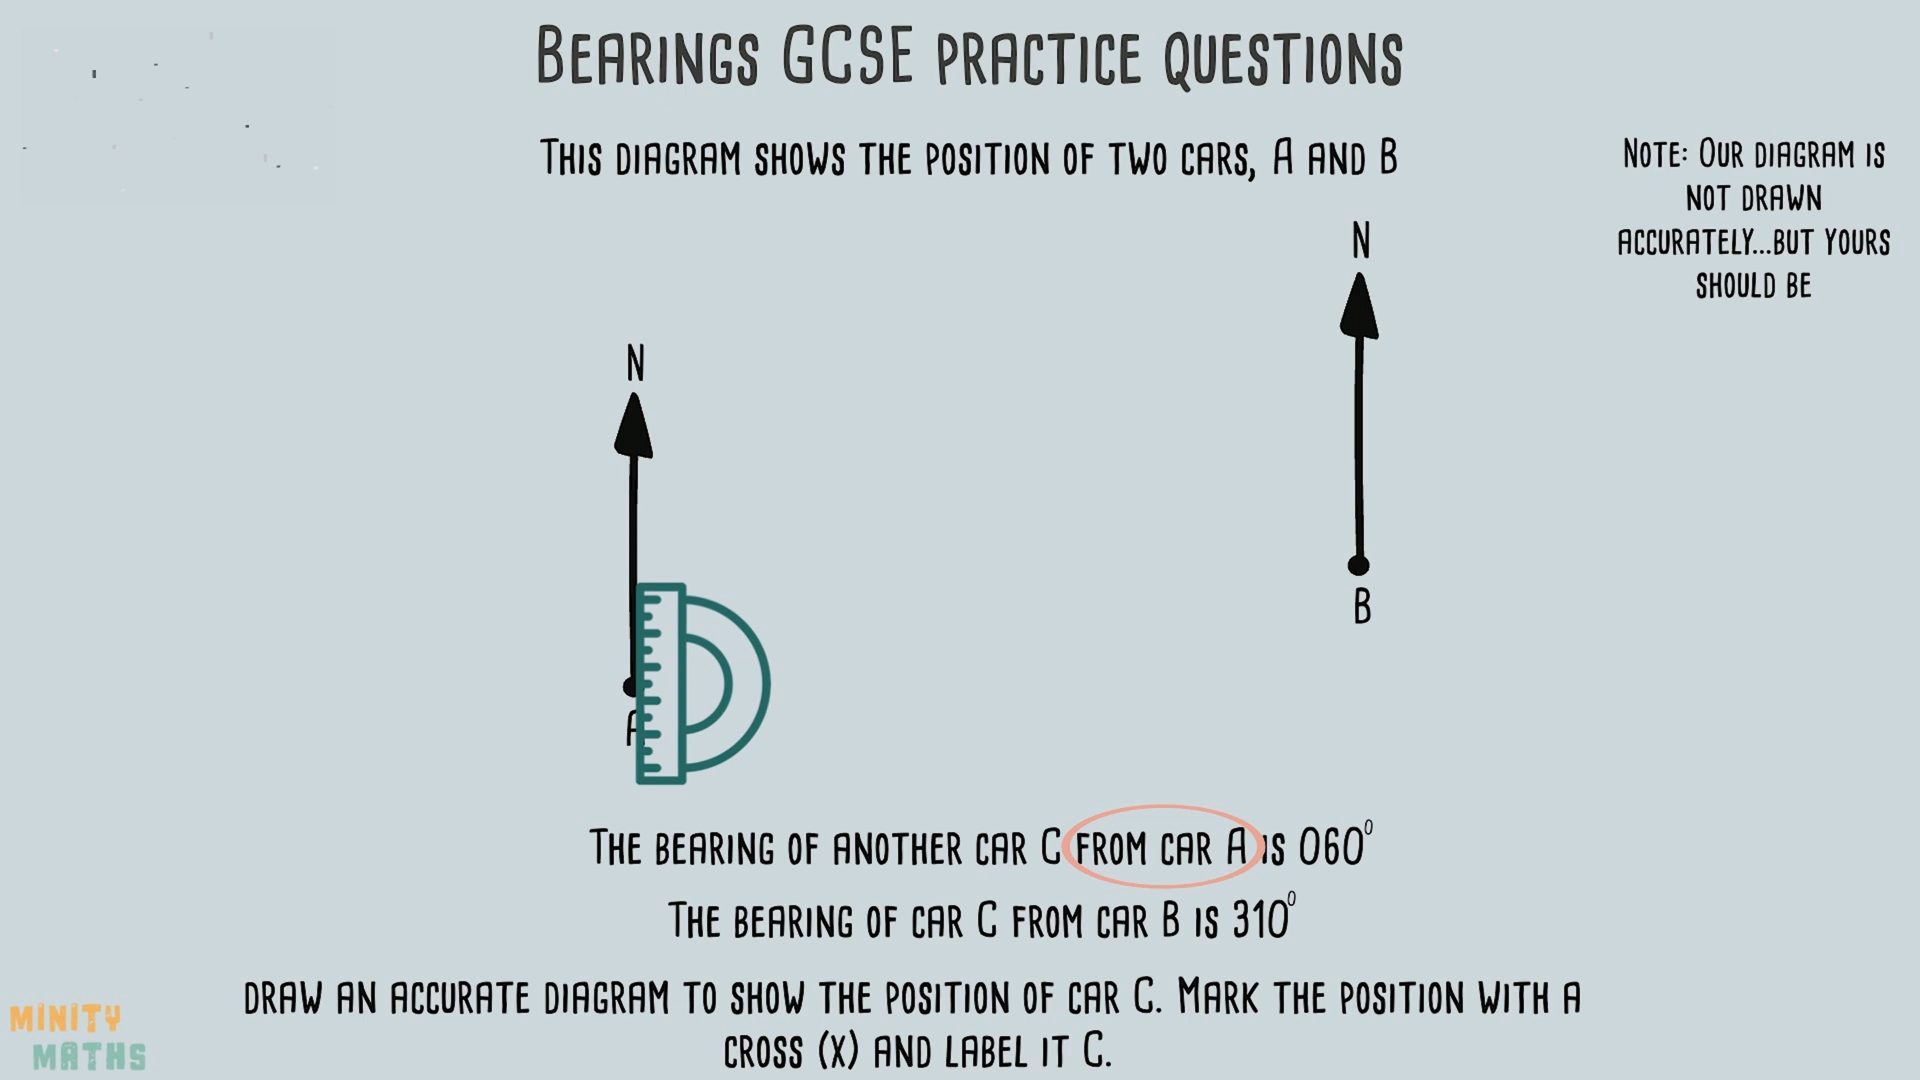 Bearings GCSE practice questions
This diagram shows the position of two cars, A and B
Note: Our diagram is
not drawn
accurately...but yours
should be
N
N
B
A
The bearing of another car C from car A is 060°
The bearing of car C from car B is 310°
draw an accurate diagram to show the position of car C. Mark the position with a
cross (x) and label it C.
MINITY
MATHS